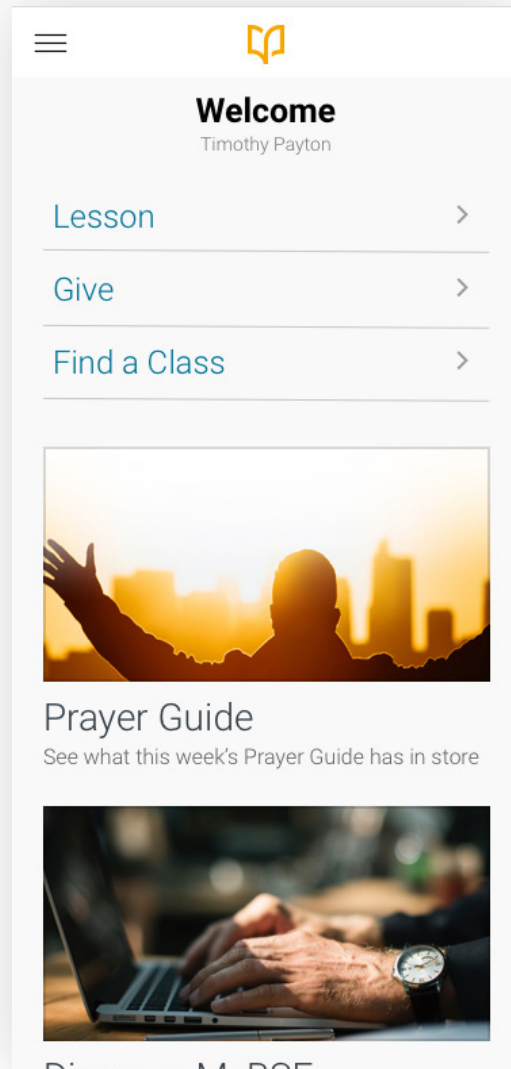 Welcome
Timothy Payton
Lesson
Give
Find a Class
Prayer Guide
See what this week's Prayer Guide has in store